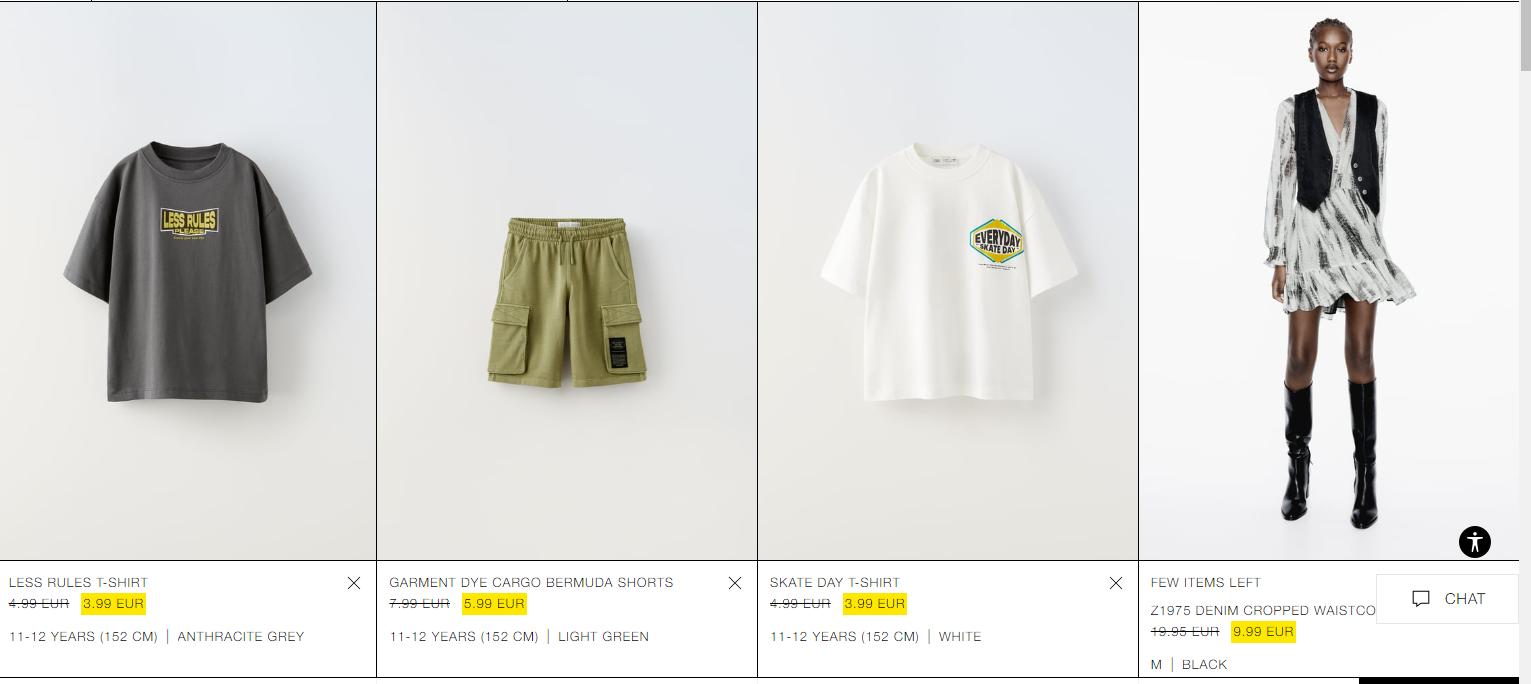 LESS RULES
PLEASE
EVERYDAY
SKATE DAY
LESS RULES T-SHIRT
4.99 EUR 3.99 EUR
11-12 YEARS (152 CM) | ANTHRACITE GREY
GARMENT DYE CARGO BERMUDA SHORTS
7.99 EUR 5.99 EUR
11-12 YEARS (152 CM) | LIGHT GREEN
SKATE DAY T-SHIRT
4.99 EUR 3.99 EUR
11-12 YEARS (152 CM) | WHITE
FEW ITEMS LEFT
Z1975 DENIM CROPPED WAISTCO
19.95 EUR 9.99 EUR
M | BLACK
CHAT